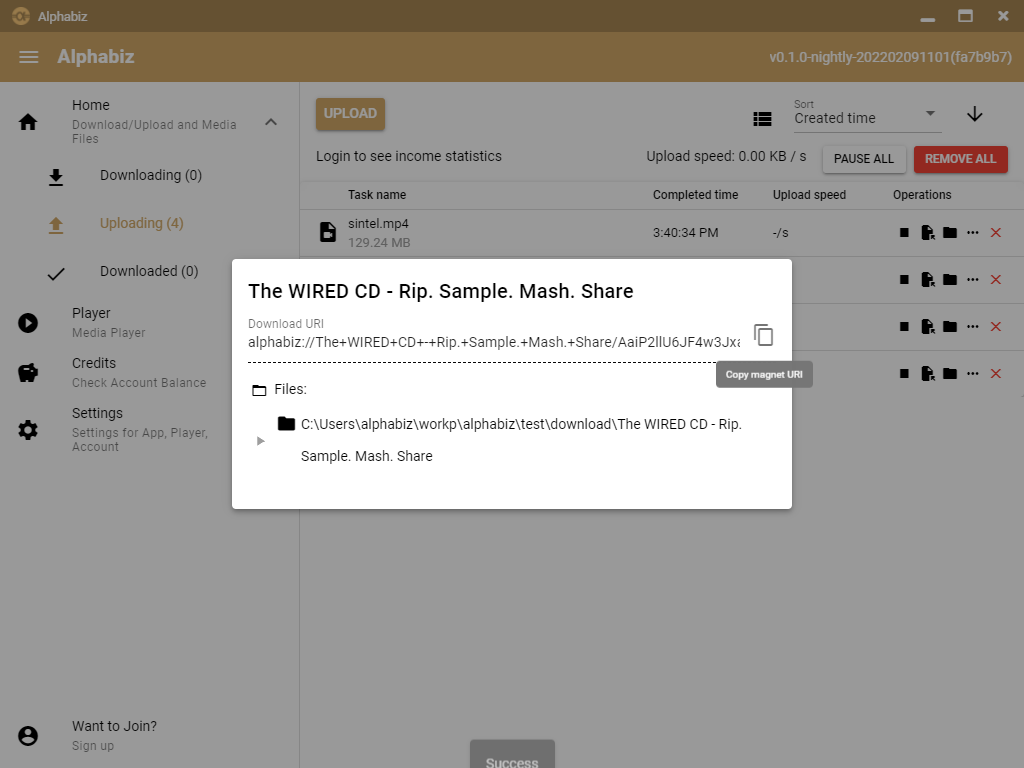 Alphabiz
Alphabiz
v0.1.0-nightly-202202091101(fa7b9b7)
Home
Download/Upload and Media
Files
Downloading (0)
Uploading (4)
Downloaded (0)
Player
Media Player
Credits
Check Account Balance
Settings
Settings for App, Player,
Account
Want to Join?
Sign up
UPLOAD
Sort
Created time
Login to see income statistics
Upload speed: 0.00 KB / s
PAUSE ALL
REMOVE ALL
Task name
Completed time
Upload speed
Operations
sintel.mp4
129.24 MB
3:40:34 PM
-/s
The WIRED CD - Rip. Sample. Mash. Share
Download URI
alphabiz://The+WIRED+CD+-+Rip.+Sample.+Mash.+Share/AaiP2llU6JF4w3Jxa
Copy magnet URI
Files:
C:\Users\alphabiz\workp\alphabiz\test\download\The WIRED CD - Rip.
Sample. Mash. Share
Success